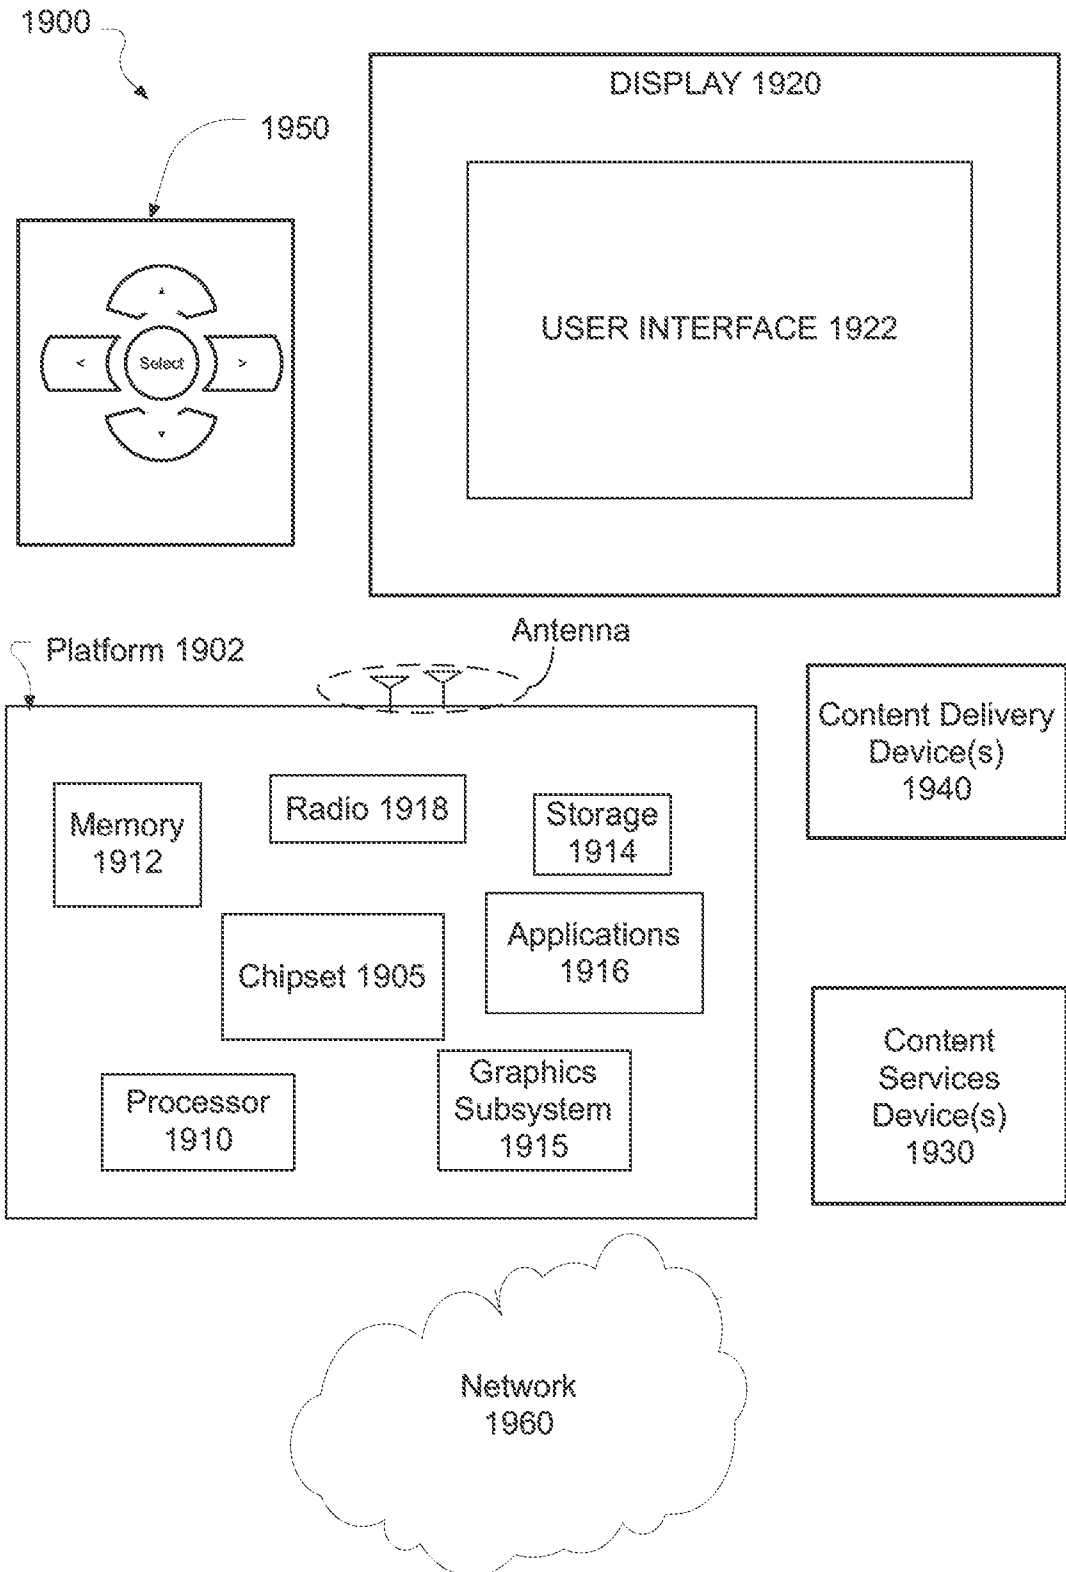 1900
1950
DISPLAY 1920
USER INTERFACE 1922
▲
<
Select
>
▼
Platform 1902
Antenna
Content Delivery
Device(s)
1940
Memory
1912
Radio 1918
Storage
1914
Chipset 1905
Applications
1916
Processor
1910
Graphics
Subsystem
1915
Content
Services
Device(s)
1930
Network
1960